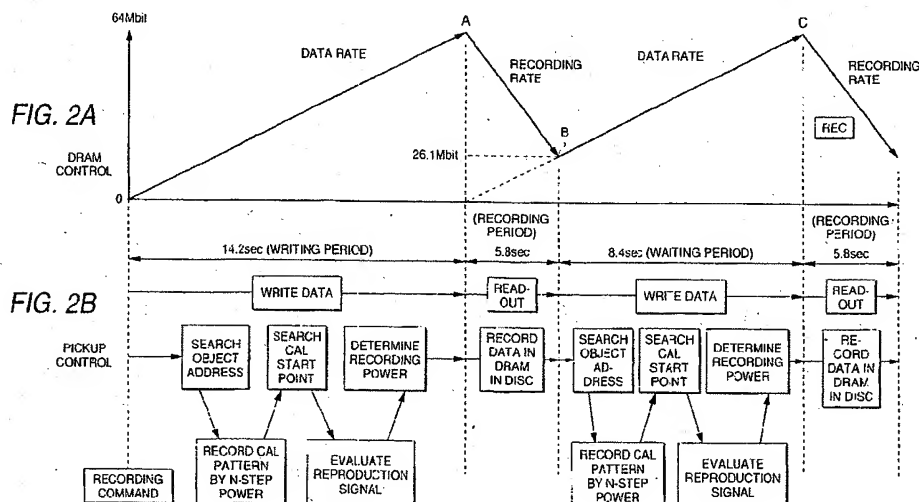 64Mbit
A
C
DATA RATE
RECORDING
RATE
DATA RATE
RECORDING
RATE
FIG. 2A
REC
B
DRAM
CONTROL
26.1Mbit
0
(RECORDING
PERIOD)
(RECORDING
PERIOD)
14.2sec (WRITING PERIOD)
5.8sec
8.4sec (WAITING PERIOD)
5.8sec
FIG. 2B
WRITE DATA
READ-
OUT
WRITE DATA
READ-
OUT
PICKUP
CONTROL
SEARCH
OBJECT
ADDRESS
SEARCH
CAL
START
POINT
DETERMINE
RECORDING
POWER
RECORD
DATA IN
DRAM
IN DISC
SEARCH
OBJECT
AD-
DRESS
SEARCH
CAL
START
POINT
DETERMINE
RECORDING
POWER
RE-
CORD
DATA IN
DRAM
IN DISC
RECORDING
COMMAND
RECORD CAL
PATTERN
BY N-STEP
POWER
EVALUATE
REPRODUCTION
SIGNAL
RECORD CAL
PATTERN
BY N-STEP
POWER
EVALUATE
REPRODUCTION
SIGNAL